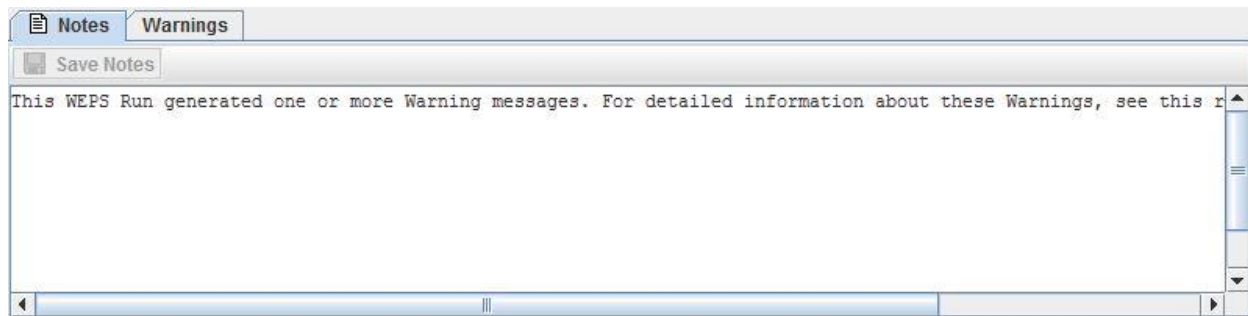 Notes Warnings
Save Notes
This WEPS Run generated one or more Warning messages. For detailed information about these Warnings, see this r